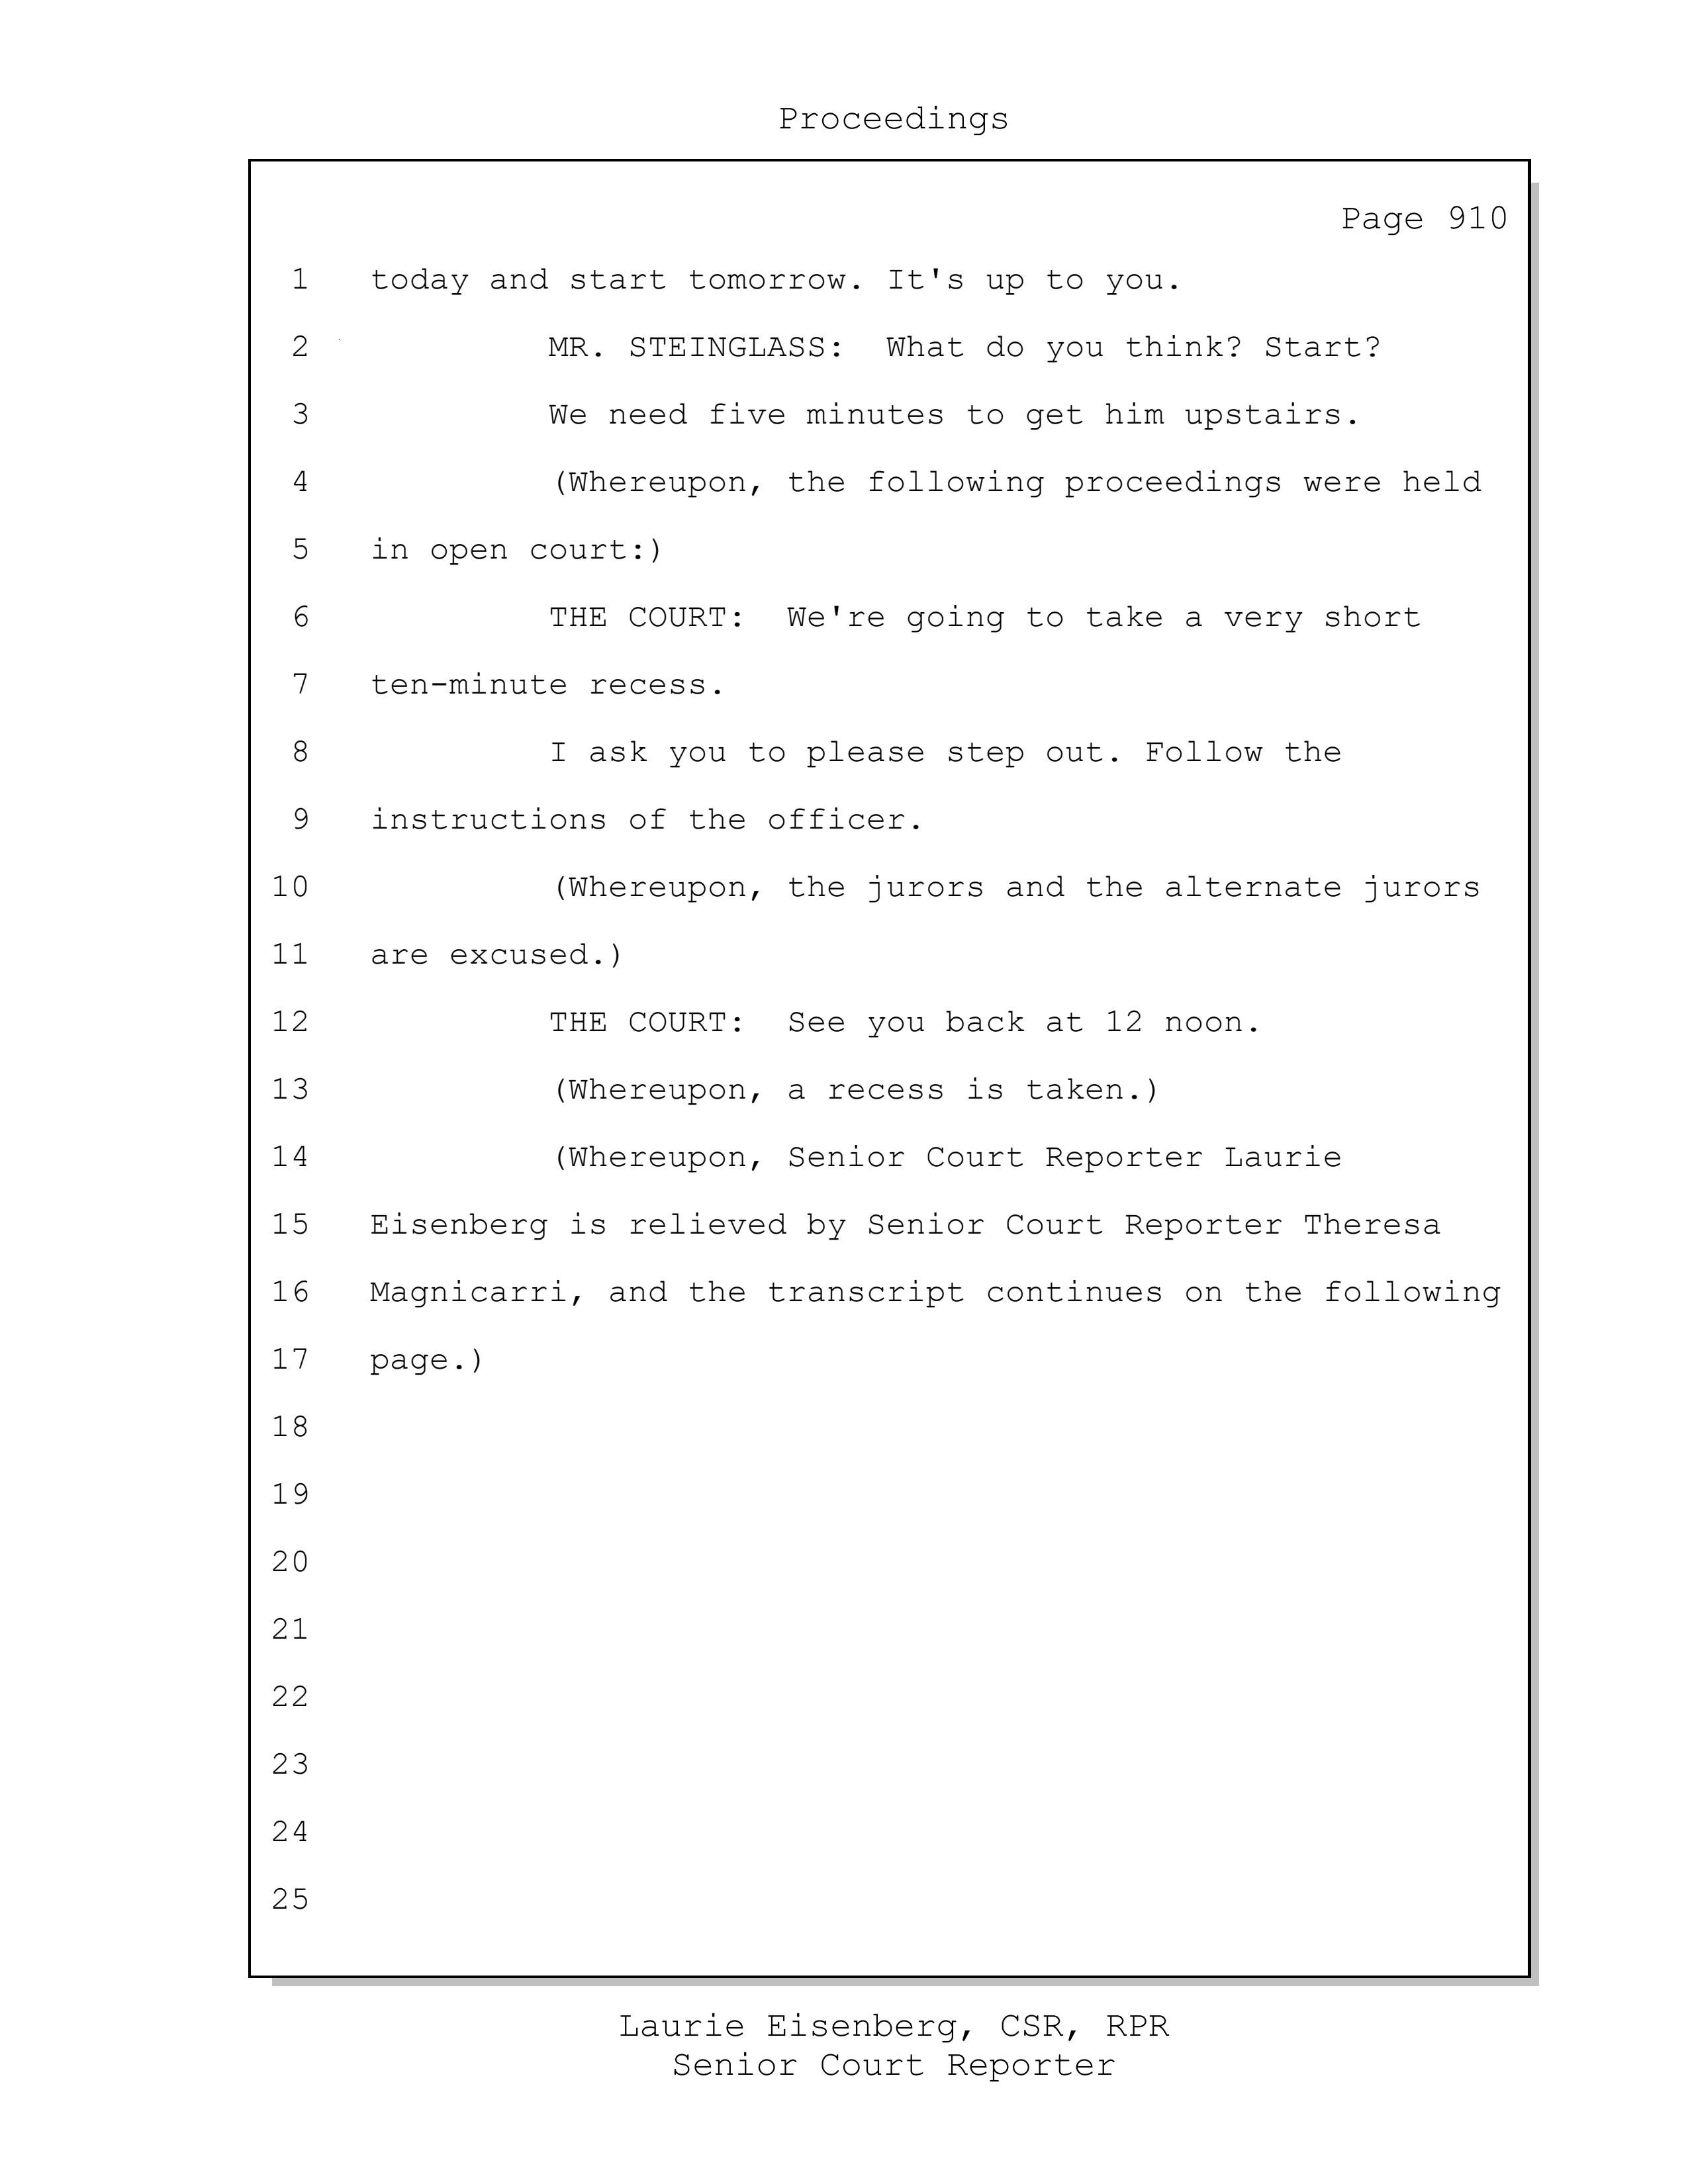 Proceedings
Page 910
1 today and start tomorrow. It's up to you.
2 MR. STEINGLASS: What do you think? Start?
3 We need five minutes to get him upstairs.
4 (Whereupon, the following proceedings were held
5 in open court:)
6 THE COURT: We're going to take a very short
7 ten-minute recess.
8 I ask you to please step out. Follow the
9 instructions of the officer.
10 (Whereupon, the jurors and the alternate jurors
11 are excused.)
12 THE COURT: See you back at 12 noon.
13 (Whereupon, a recess is taken.)
14 (Whereupon, Senior Court Reporter Laurie
15 Eisenberg is relieved by Senior Court Reporter Theresa
16 Magnicarri, and the transcript continues on the following
17 page.)
18
19
20
21
22
23
24
25
Laurie Eisenberg, CSR, RPR
Senior Court Reporter